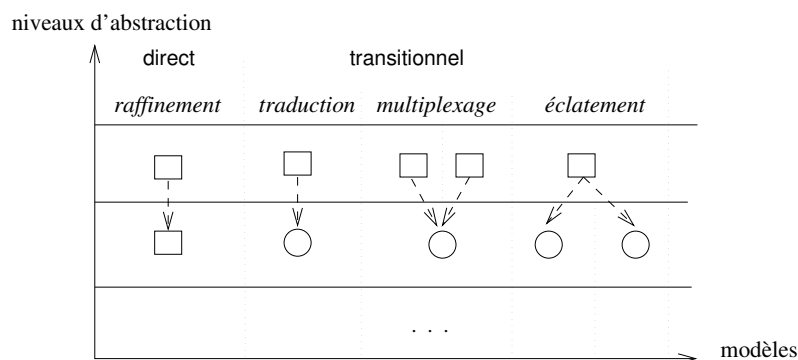 niveaux d'abstraction
direct transitionnel
raffinement traduction multiplexage éclatement
. . .
modèles